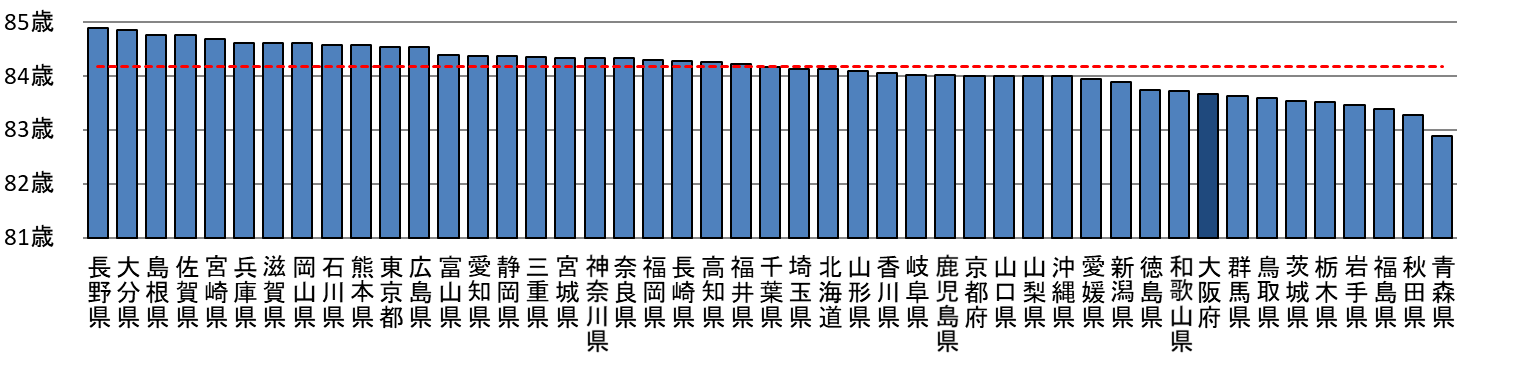 85歳
84歳
83歳
82歳
81歳
長野県
大分県
島根県
佐賀県
宮崎県
兵庫県
滋賀県
岡山県
石川県
熊本県
東京都
広島県
富山県
愛知県
静岡県
三重県
宮城県
神奈川県
奈良県
福岡県
長崎県
高知県
福井県
千葉県
埼玉県
北海道
山形県
香川県
岐阜県
鹿児島県
京都府
山口県
山梨県
沖縄県
愛媛県
新潟県
徳島県
和歌山県
大阪府
群馬県
鳥取県
茨城県
栃木県
岩手県
福島県
秋田県
青森県